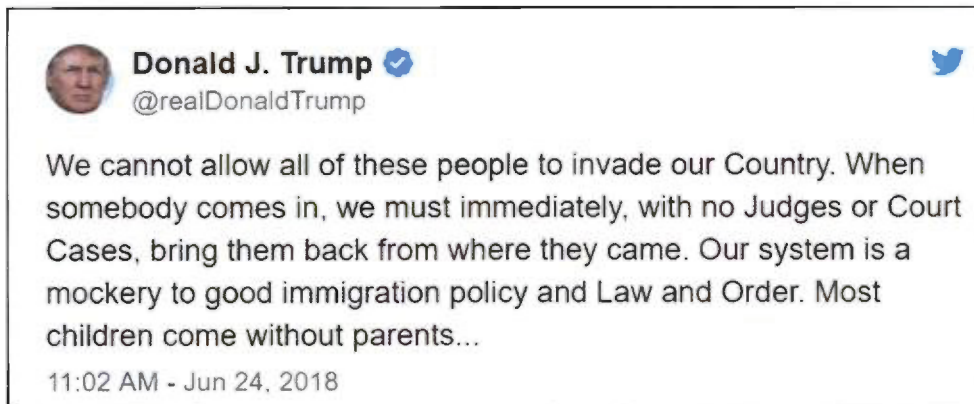 Donald J. Trump
@realDonaldTrump
We cannot allow all of these people to invade our Country. When
somebody comes in, we must immediately, with no Judges or Court
Cases, bring them back from where they came. Our system is a
mockery to good immigration policy and Law and Order. Most
children come without parents...
11:02 AM - Jun 24, 2018